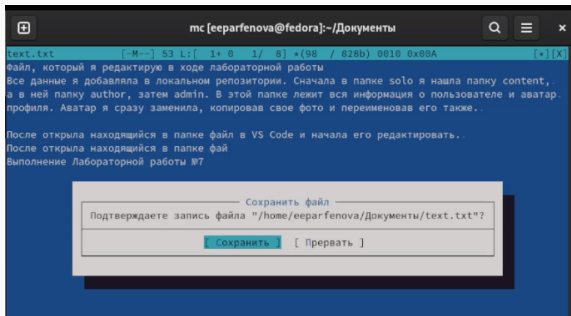 mc [eeparfenova@fedora]:~/Документы
text.txt [-M--] 53 L:[ 1+ 0 1/ 8] *(98 / 626b) 0010 0x00A [*][X]
Файл, который я редактирую в ходе лабораторной работы
Все данные я добавляла в локальном репозитории. Сначала в папке solo я нашла папку content,
а в ней папку author, затем admin. В этой папке лежит вся информация о пользователе и аватар
профиля. Аватар я сразу заменила, копировав свое фото и переименовав его также..
После открыла находящийся в папке файл в VS Code и начала его редактировать..
После открыла находящийся в папке фай
Выполнение Лабораторной работы №7
Сохранить файл
Подтверждаете запись файла "/home/eeparfenova/Документы/text.txt"?
[ Сохранить ] [ Прервать ]